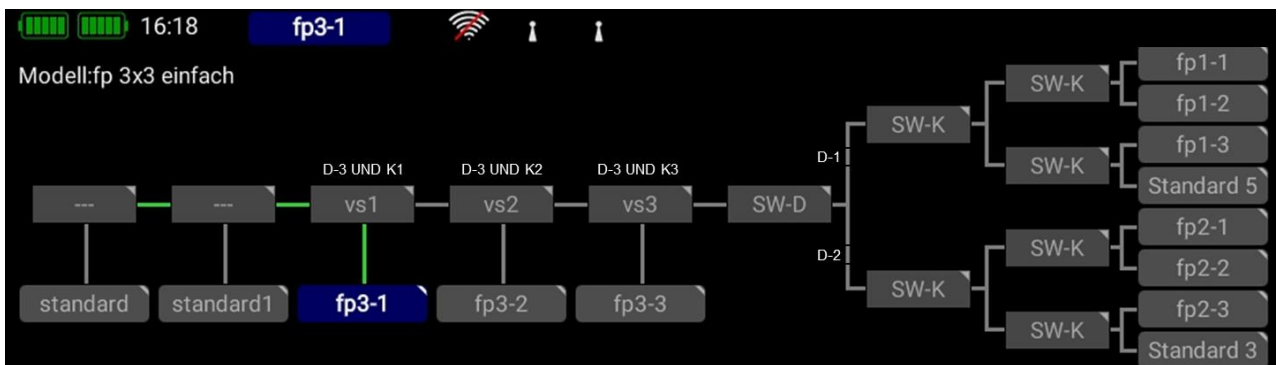 16:18 fp3-1
Modell:fp 3x3 einfach
fp1-1
SW-K
fp1-2
SW-K
D-1
fp1-3
SW-K
Standard 5
D-3 UND K1 D-3 UND K2 D-3 UND K3
--- --- vs1 vs2 vs3 SW-D
fp2-1
SW-K
D-2
fp2-2
SW-K
standard standard1 fp3-1 fp3-2 fp3-3
fp2-3
SW-K
Standard 3